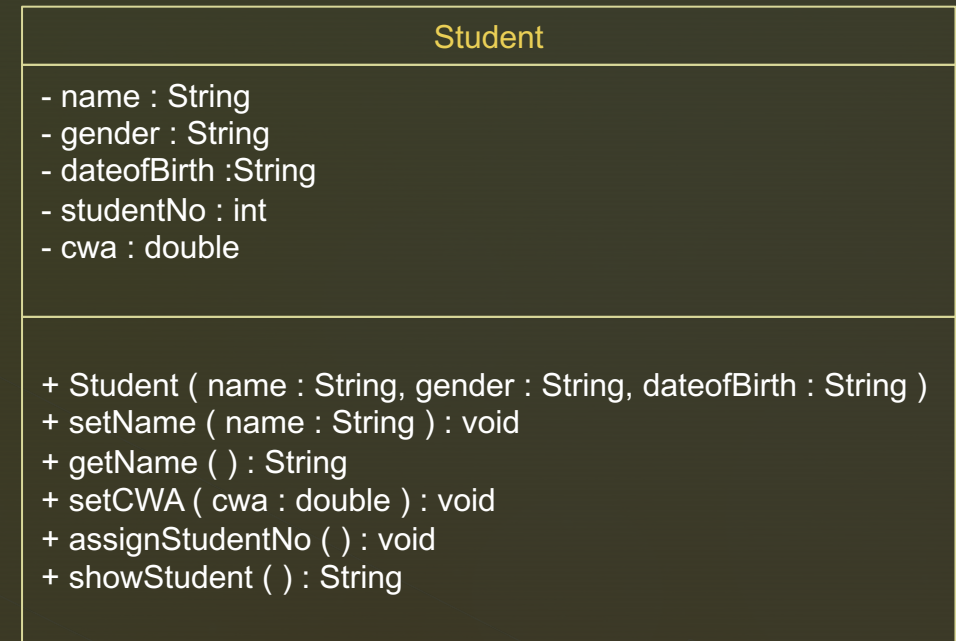 Student
- name : String
- gender : String
- dateofBirth :String
- studentNo : int
- cwa : double
+ Student ( name : String, gender : String, dateofBirth : String )
+ setName ( name : String ) : void
+ getName ( ) : String
+ setCWA ( cwa : double ) : void
+ assignStudentNo ( ) : void
+ showStudent ( ) : String